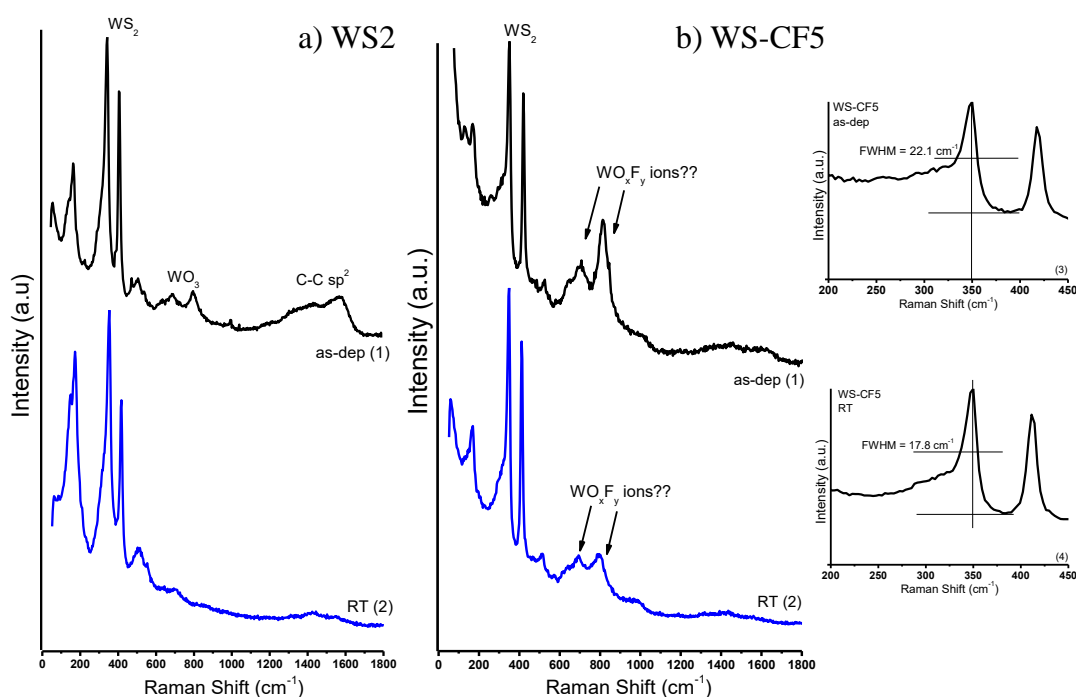 a) WS2
WS₂
WO₃
C-C sp²
as-dep (1)
RT (2)
Intensity (a.u)
0 200 400 600 800 1000 1200 1400 1600 1800
Raman Shift (cm⁻¹)
b) WS-CF5
WS₂
WOₓFᵧ ions??
as-dep (1)
WOₓFᵧ ions??
RT (2)
Intensity (a.u.)
0 200 400 600 800 1000 1200 1400 1600 1800
Raman Shift (cm⁻¹)
WS-CF5
as-dep
FWHM = 22.1 cm⁻¹
Intensity (a.u.)
(3)
200 250 300 350 400 450
Raman Shift (cm⁻¹)
WS-CF5
RT
FWHM = 17.8 cm⁻¹
Intensity (a.u.)
(4)
200 250 300 350 400 450
Raman Shift (cm⁻¹)